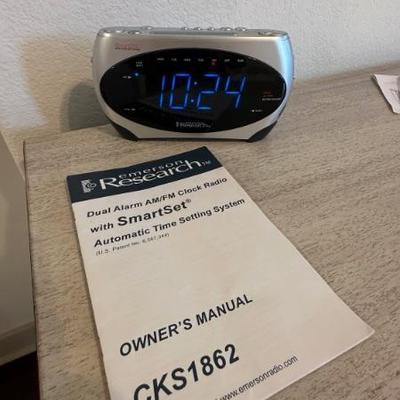 10:24
Research
emerson
Research™
Dual Alarm AM/FM Clock Radio
with SmartSet®
Automatic Time Setting System
OWNER'S MANUAL
CKS1862
www.emersonradio.com